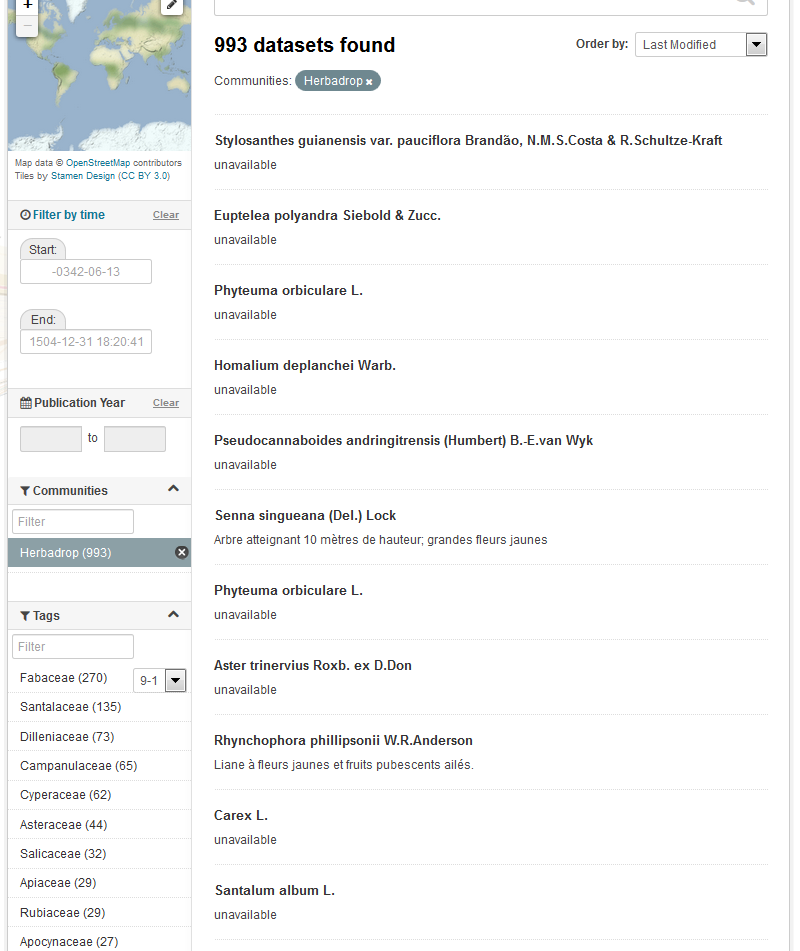 +
−
Map data © OpenStreetMap contributors
Tiles by Stamen Design (CC BY 3.0)
Filter by time Clear
Start:
-0342-06-13
End:
1504-12-31 18:20:41
Publication Year Clear
to
Communities
Filter
Herbadrop (993)
Tags
Filter
Fabaceae (270) 9-1
Santalaceae (135)
Dilleniaceae (73)
Campanulaceae (65)
Cyperaceae (62)
Asteraceae (44)
Salicaceae (32)
Apiaceae (29)
Rubiaceae (29)
Apocynaceae (27)
993 datasets found
Order by: Last Modified
Communities: Herbadrop ×
Stylosanthes guianensis var. pauciflora Brandão, N.M.S.Costa & R.Schultze-Kraft
unavailable
Euptelea polyandra Siebold & Zucc.
unavailable
Phyteuma orbiculare L.
unavailable
Homalium deplanchei Warb.
unavailable
Pseudocannaboides andringitrensis (Humbert) B.-E.van Wyk
unavailable
Senna singueana (Del.) Lock
Arbre atteignant 10 mètres de hauteur; grandes fleurs jaunes
Phyteuma orbiculare L.
unavailable
Aster trinervius Roxb. ex D.Don
unavailable
Rhynchophora phillipsonii W.R.Anderson
Liane à fleurs jaunes et fruits pubescents ailés.
Carex L.
unavailable
Santalum album L.
unavailable